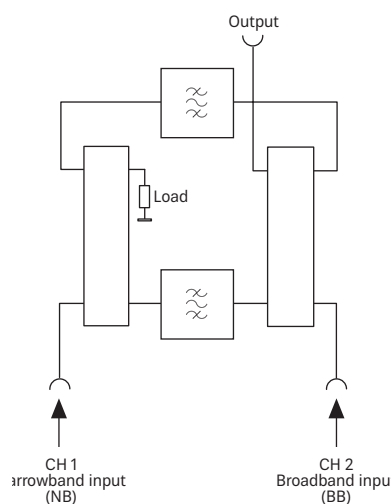 Output
Load
CH 1
arrowband input
(NB)
CH 2
Broadband inpu
(BB)